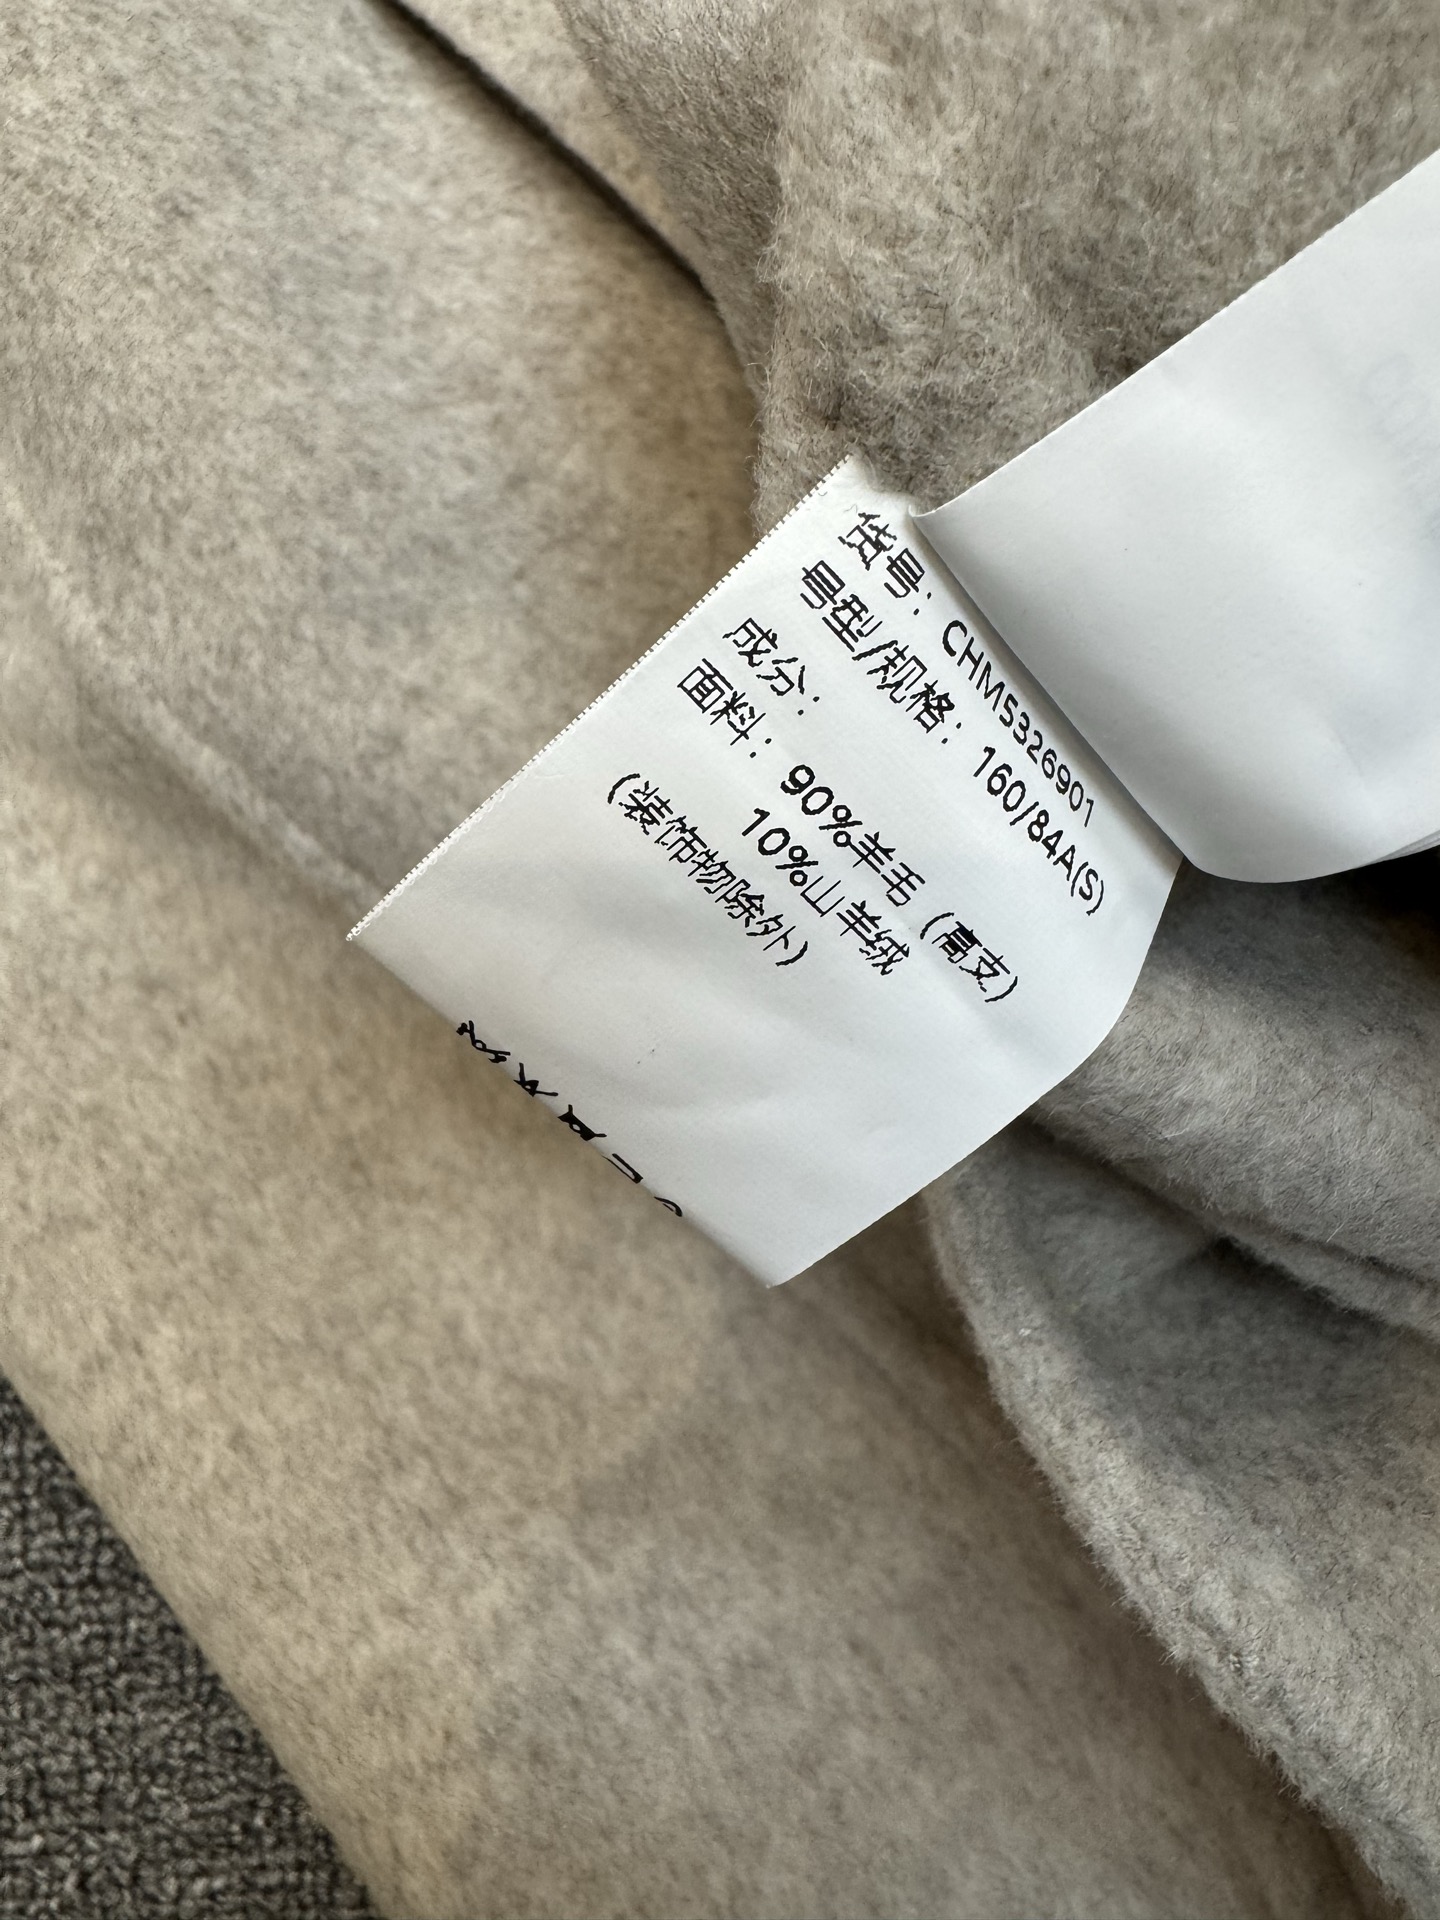 货号：CHM5326901
号型/规格：160/84A(S)
成分：
面料：90%羊毛（高支）
10%山羊绒
(装饰物除外)